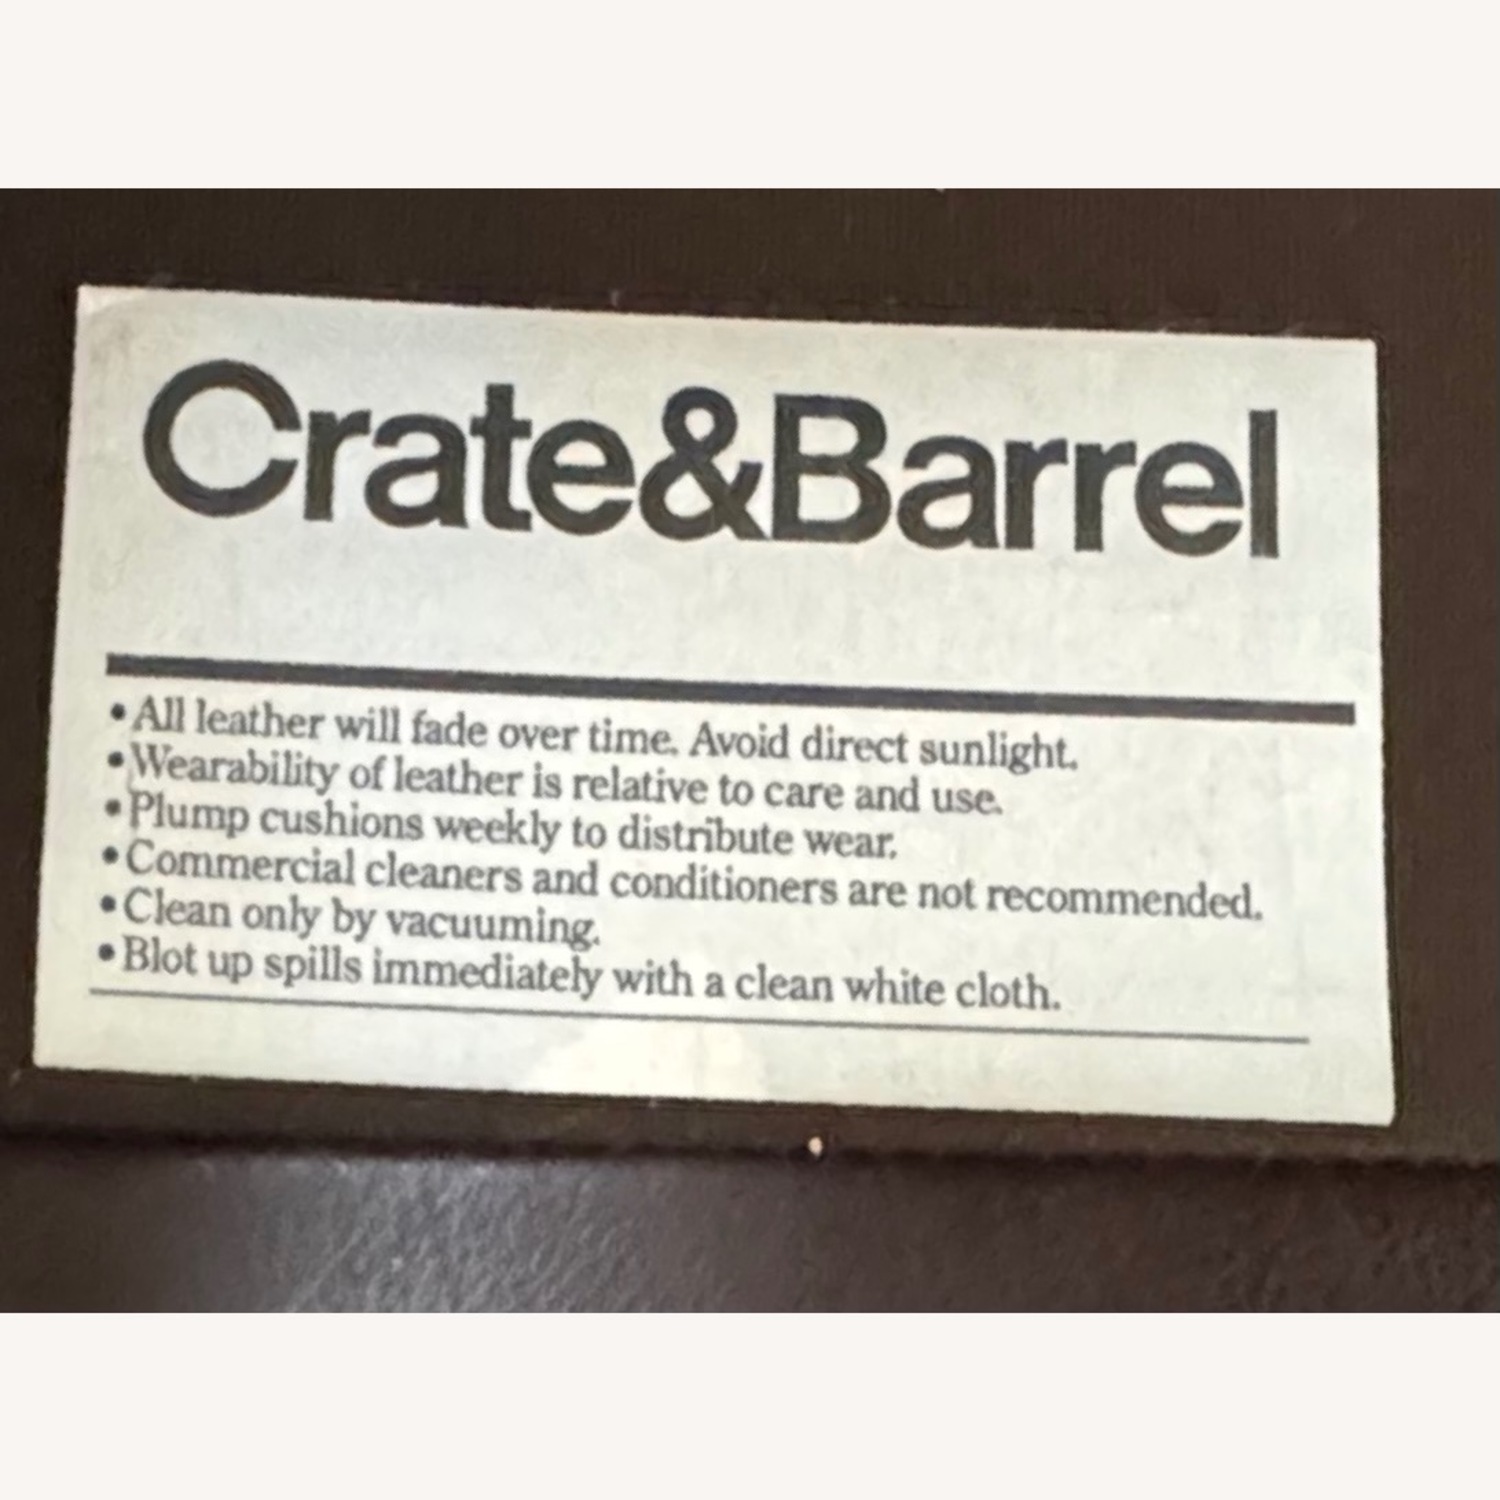 Crate&Barrel
•All leather will fade over time. Avoid direct sunlight.
•Wearability of leather is relative to care and use.
•Plump cushions weekly to distribute wear.
•Commercial cleaners and conditioners are not recommended.
•Clean only by vacuuming.
•Blot up spills immediately with a clean white cloth.